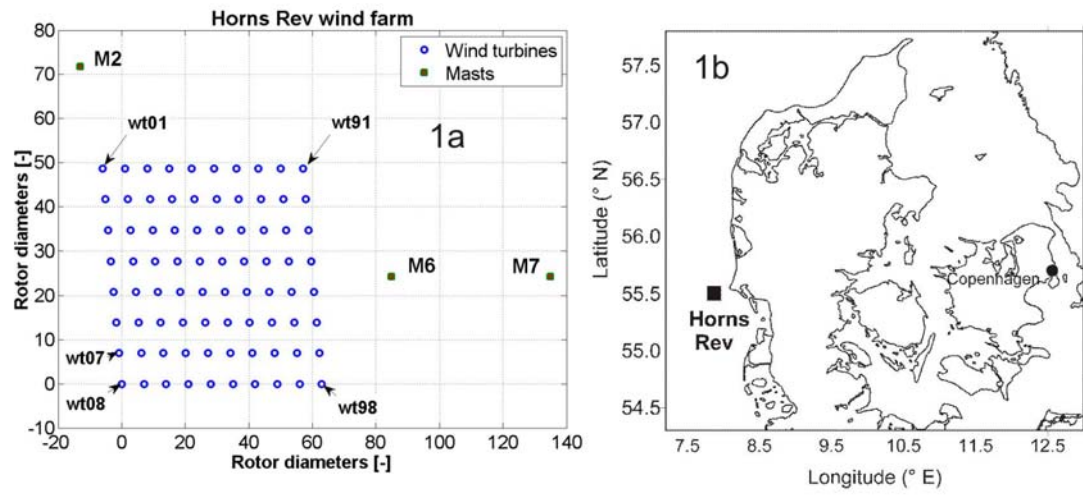 Horns Rev wind farm
80
70
60
50
40
30
20
10
0
-10
-20 0 20 40 60 80 100 120 140
Rotor diameters [-]
Rotor diameters [-]
Wind turbines
Masts
M2
wt01
wt91
1a
M6
M7
wt07
wt08
wt98
1b
57.5
57.0
56.5
56.0
55.5
55.0
54.5
7.5 8.5 9.5 10.5 11.5 12.5
Latitude (° N)
Longitude (° E)
Copenhagen
Horns
Rev